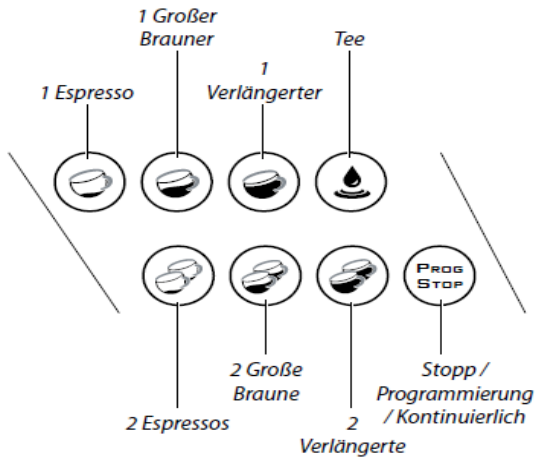 1 Großer
Brauner
Tee
1
Verlängerter
1 Espresso
PROG
STOP
2 Große
Braune
Stopp /
Programmierung
/ Kontinuierlich
2 Espressos
2
Verlängerte